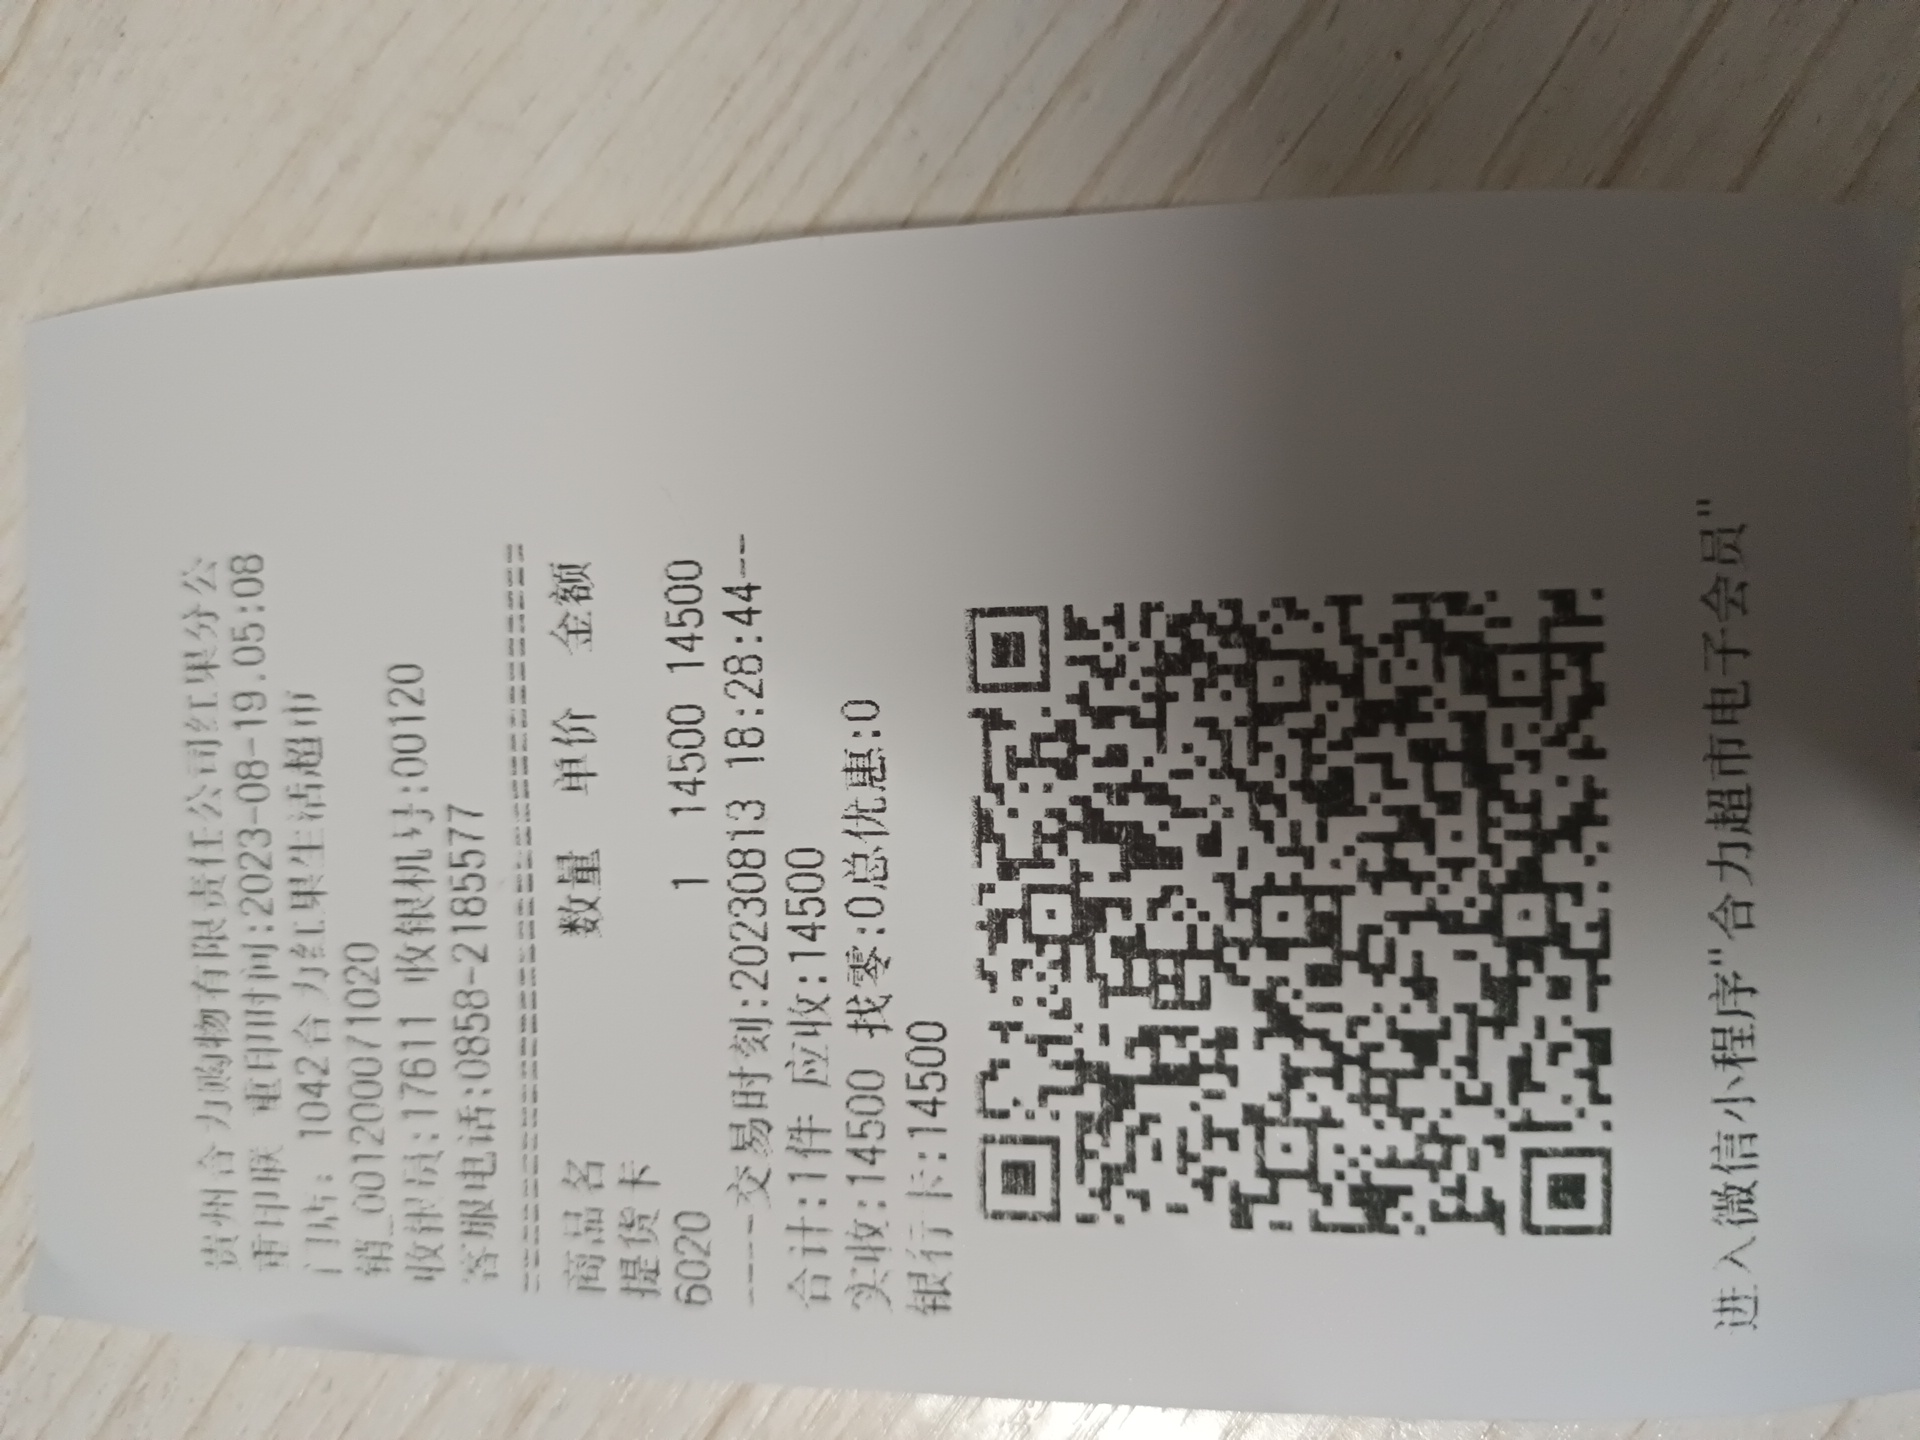 贵州合力购物有限责任公司红果分公
重印联 重印时间:2023-08-19.05:08
门店: 1042合力红果生活超市
销_00120071020
收银员:17611 收银机号:00120
客服电话:0858-2185577
================================
商品名 数量 单价 金额
提货卡
6020 1 14500 14500
----交易时刻:20230813 18:28:44---
合计:1件 应收:14500
实收:14500 找零:0总优惠:0
银行卡:14500
进入微信小程序"合力超市电子会员"